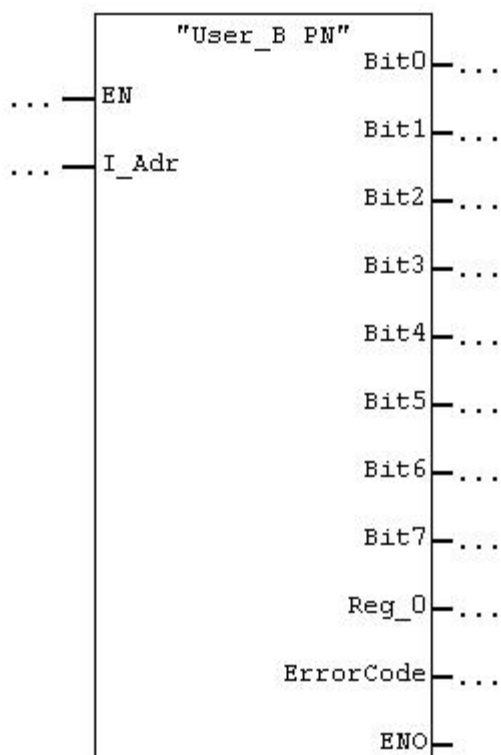 "User_B PN"
Bit0 ...
... EN
Bit1 ...
... I_Adr
Bit2 ...
Bit3 ...
Bit4 ...
Bit5 ...
Bit6 ...
Bit7 ...
Reg_0 ...
ErrorCode ...
ENO